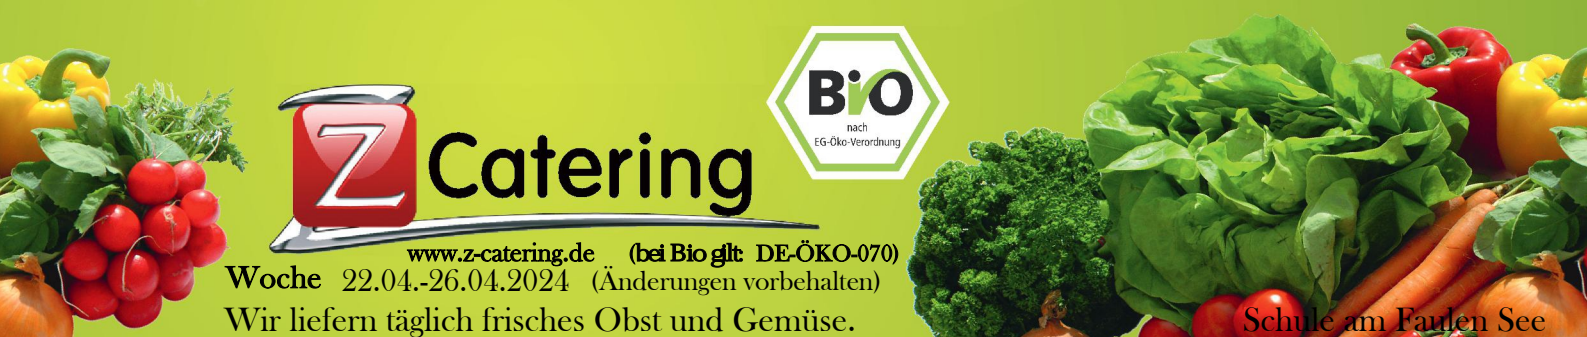 BiO
nach
EG-Öko-Verordnung
Z Catering
www.z-catering.de (bei Bio gilt: DE-ÖKO-070)
Woche 22.04.-26.04.2024 (Änderungen vorbehalten)
Wir liefern täglich frisches Obst und Gemüse.
Schule am Faulen See